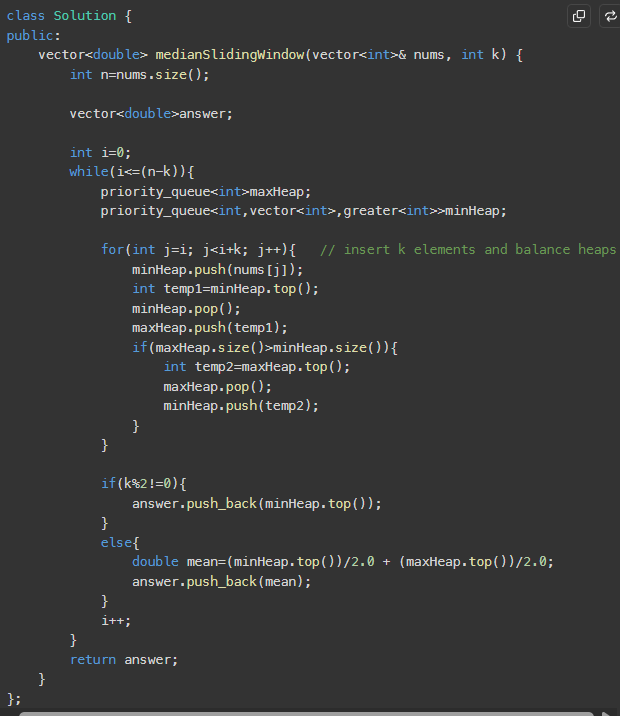 class Solution {
public:
    vector<double> medianSlidingWindow(vector<int>& nums, int k) {
        int n=nums.size();

        vector<double>answer;

        int i=0;
        while(i<=(n-k)){
            priority_queue<int>maxHeap;
            priority_queue<int,vector<int>,greater<int>>minHeap;

            for(int j=i; j<i+k; j++){   // insert k elements and balance heaps
                minHeap.push(nums[j]);
                int temp1=minHeap.top();
                minHeap.pop();
                maxHeap.push(temp1);
                if(maxHeap.size()>minHeap.size()){
                    int temp2=maxHeap.top();
                    maxHeap.pop();
                    minHeap.push(temp2);
                }
            }

            if(k%2!=0){
                answer.push_back(minHeap.top());
            }
            else{
                double mean=(minHeap.top())/2.0 + (maxHeap.top())/2.0;
                answer.push_back(mean);
            }
            i++;
        }
        return answer;
    }
};